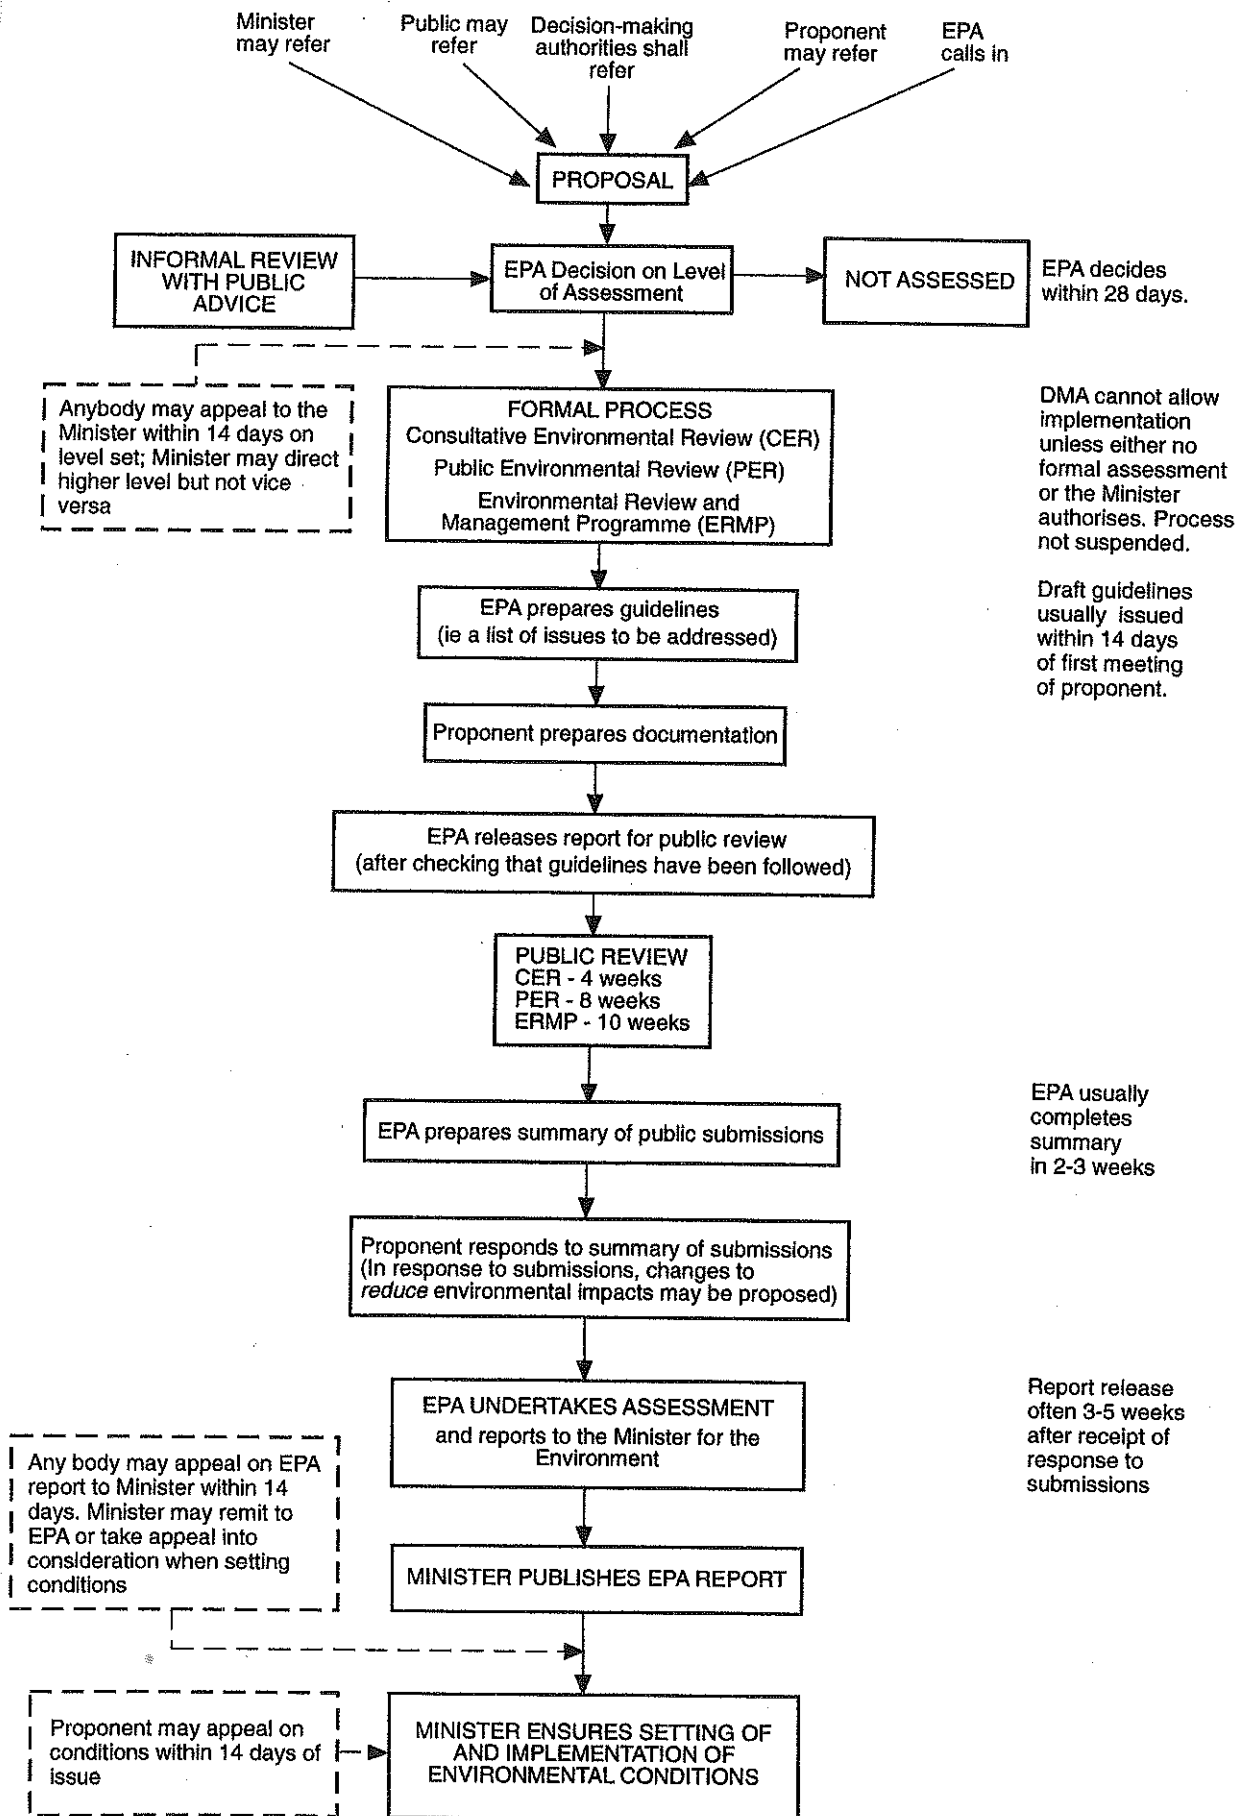 Minister
may refer
Public may
refer
Decision-making
authorities shall
refer
Proponent
may refer
EPA
calls in
PROPOSAL
INFORMAL REVIEW
WITH PUBLIC
ADVICE
EPA Decision on Level
of Assessment
NOT ASSESSED
EPA decides
within 28 days.
Anybody may appeal to the
Minister within 14 days on
level set; Minister may direct
higher level but not vice
versa
FORMAL PROCESS
Consultative Environmental Review (CER)
Public Environmental Review (PER)
Environmental Review and
Management Programme (ERMP)
DMA cannot allow
implementation
unless either no
formal assessment
or the Minister
authorises. Process
not suspended.
EPA prepares guidelines
(ie a list of issues to be addressed)
Draft guidelines
usually issued
within 14 days
of first meeting
of proponent.
Proponent prepares documentation
EPA releases report for public review
(after checking that guidelines have been followed)
PUBLIC REVIEW
CER - 4 weeks
PER - 8 weeks
ERMP - 10 weeks
EPA prepares summary of public submissions
EPA usually
completes
summary
in 2-3 weeks
Proponent responds to summary of submissions
(In response to submissions, changes to
reduce environmental impacts may be proposed)
EPA UNDERTAKES ASSESSMENT
and reports to the Minister for the
Environment
Report release
often 3-5 weeks
after receipt of
response to
submissions
Any body may appeal on EPA
report to Minister within 14
days. Minister may remit to
EPA or take appeal into
consideration when setting
conditions
MINISTER PUBLISHES EPA REPORT
Proponent may appeal on
conditions within 14 days of
issue
MINISTER ENSURES SETTING OF
AND IMPLEMENTATION OF
ENVIRONMENTAL CONDITIONS